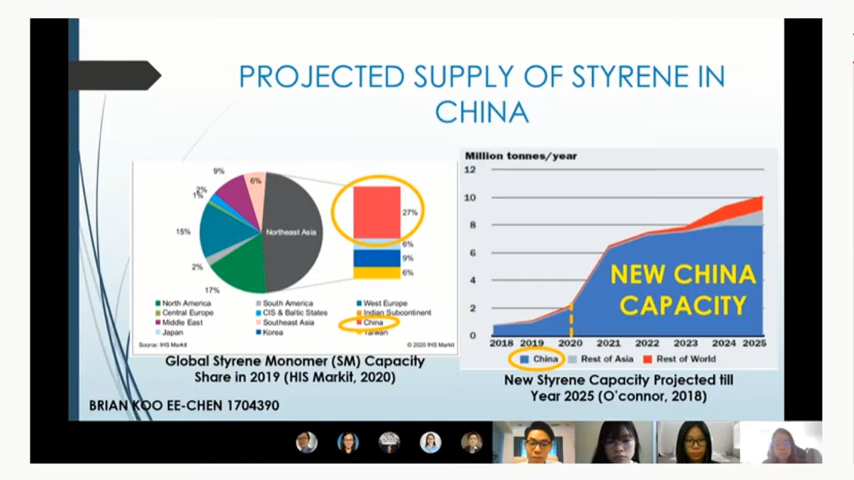 PROJECTED SUPPLY OF STYRENE IN
CHINA
9%
6%
2%
1%
15%
2%
17%
Northeast Asia
27%
6%
9%
6%
North America
South America
West Europe
Central Europe
CIS & Baltic States
Indian Subcontinent
Middle East
Southeast Asia
China
Japan
Korea
Taiwan
Source: IHS Markit
© 2020 IHS Markit
Global Styrene Monomer (SM) Capacity
Share in 2019 (HIS Markit, 2020)
Million tonnes/year
12
10
8
6
4
2
0
NEW CHINA
CAPACITY
2018 2019 2020 2021 2022 2023 2024 2025
China Rest of Asia Rest of World
New Styrene Capacity Projected till
Year 2025 (O'connor, 2018)
BRIAN KOO EE-CHEN 1704390